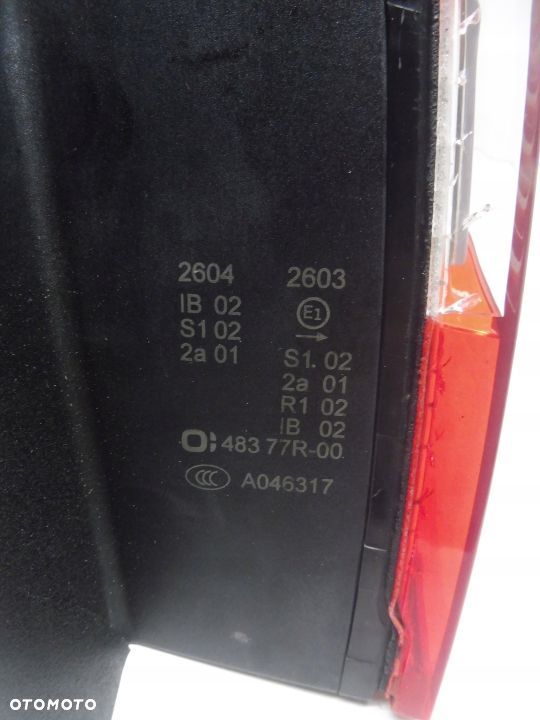 2604 2603
IB 02 E1
S1 02
2a 01 S1. 02
2a 01
R1 02
IB 02
483 77R-00
CCC A046317
OTOMOTO